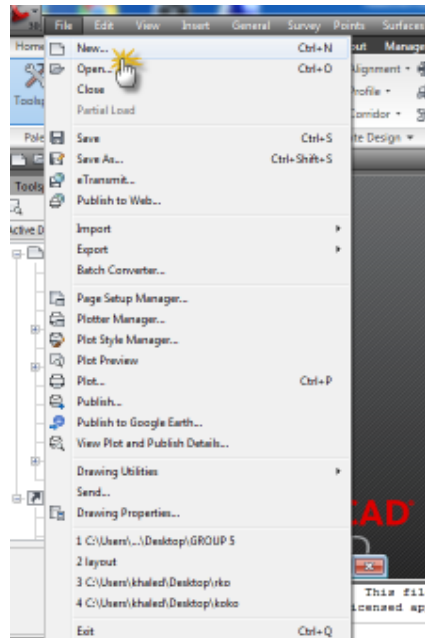 File Edit View Insert General Survey Points Surfaces
Home
out Manage
New... Ctrl+N
Open... Ctrl+O
Alignment
Close
Profile
Partial Load
Corridor
Pale
Save Ctrl+S
te Design
Save As... Ctrl+Shift+S
eTransmit...
Publish to Web...
Import
Export
Batch Converter...
Page Setup Manager...
Plotter Manager...
Plot Style Manager...
Plot Preview
Plot... Ctrl+P
Publish...
Publish to Google Earth...
View Plot and Publish Details...
Drawing Utilities
Send...
Drawing Properties...
CAD
1 C:\Users\...\Desktop\GROUP 5
2 layout
3 C:\Users\khaled\Desktop\rko
4 C:\Users\khaled\Desktop\koko
This fil
icensed ap
Exit Ctrl+Q